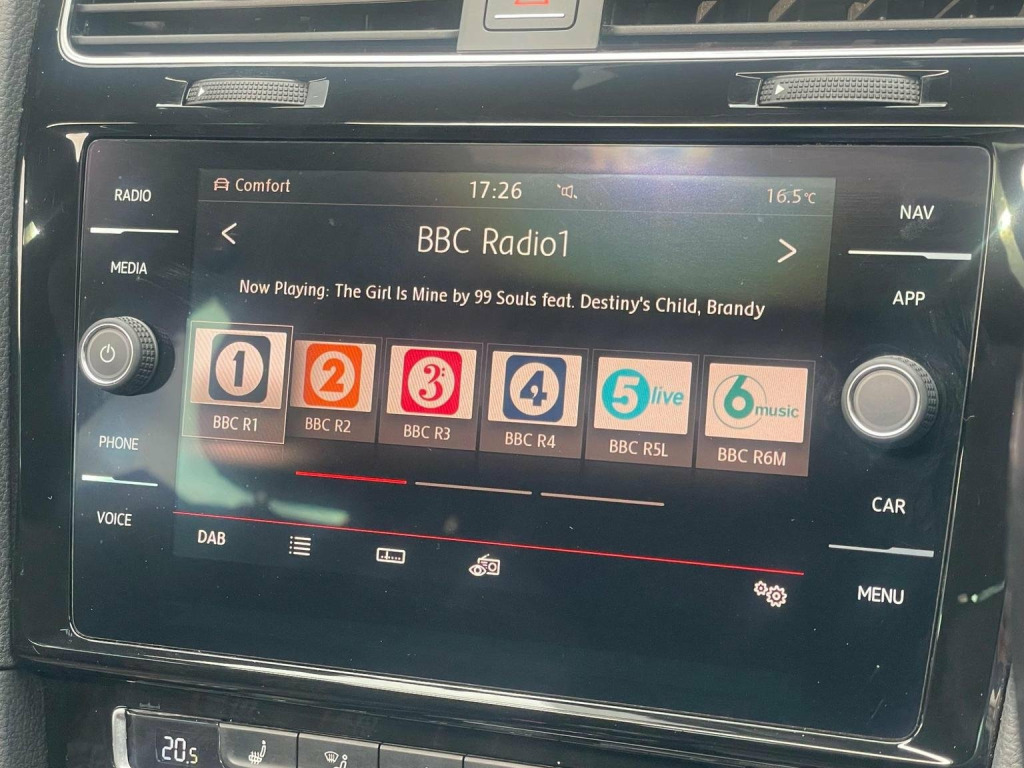 RADIO
MEDIA
PHONE
VOICE
Comfort 17:26 16.5°C
BBC Radio1
Now Playing: The Girl Is Mine by 99 Souls feat. Destiny's Child, Brandy
1 2 3 4 5 live 6 music
BBC R1 BBC R2 BBC R3 BBC R4 BBC R5L BBC R6M
DAB
NAV
APP
CAR
MENU
20.5